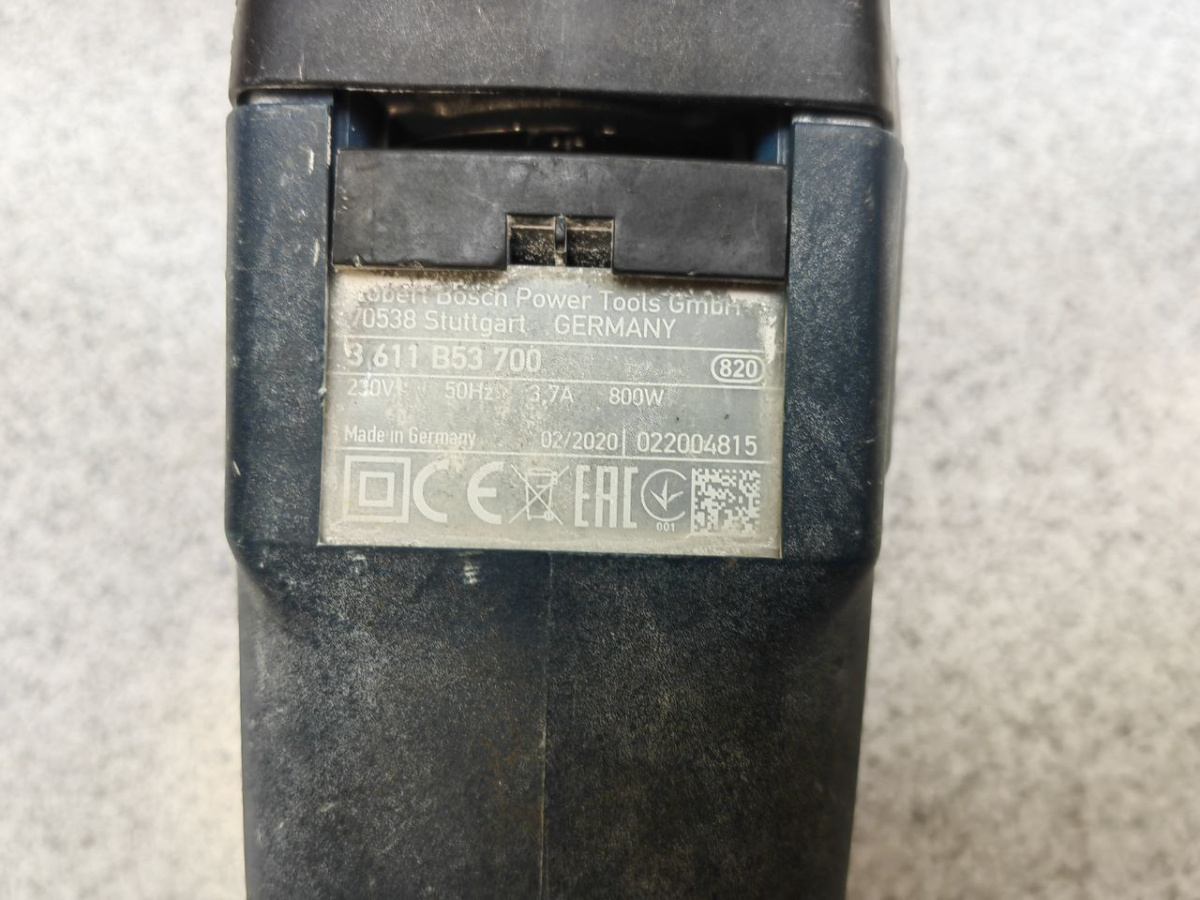 Robert Bosch Power Tools GmbH
70538 Stuttgart GERMANY
3 611 B53 700 820
230V~ 50Hz 3,7A 800W
Made in Germany 02/2020 | 022004815
CE EAC
001